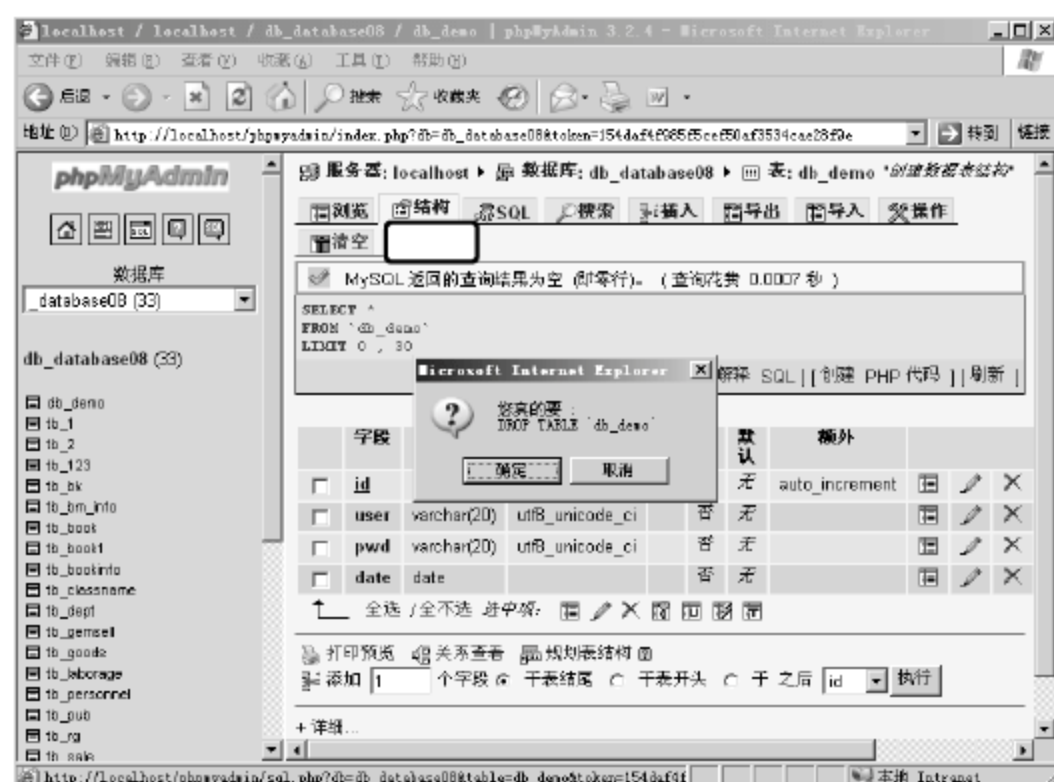 localhost / localhost / db_database08 / db_demo | phpMyAdmin 3.2.4 - Microsoft Internet Explorer
文件(F) 编辑(E) 查看(V) 收藏(A) 工具(T) 帮助(H)
后退 搜索 收藏夹
地址(D) http://localhost/phpmyadmin/index.php?db=db_database08&token=154daf4f985f5cef50af3534cae28f9e 转到 链接
phpMyAdmin
数据库
_database08 (33)
db_database08 (33)
db_demo
tb_1
tb_2
tb_123
tb_bk
tb_bm_info
tb_book
tb_book1
tb_bookinfo
tb_classname
tb_dept
tb_gemsell
tb_goods
tb_laborage
tb_personnel
tb_pub
tb_rg
tb_sale
服务器: localhost ▸ 数据库: db_database08 ▸ 表: db_demo "创建数据表结构"
浏览 结构 SQL 搜索 插入 导出 导入 操作
清空
MySQL 返回的查询结果为空 (即零行)。 ( 查询花费 0.0007 秒 )
SELECT *
FROM `db_demo`
LIMIT 0 , 30
解释 SQL ] [ 创建 PHP 代码 ] [ 刷新 ]
Microsoft Internet Explorer
您真的要 :
DROP TABLE `db_demo`
确定 取消
字段 默认 额外
id 无 auto_increment
user varchar(20) utf8_unicode_ci 否 无
pwd varchar(20) utf8_unicode_ci 否 无
date date 否 无
全选 / 全不选 选中项:
打印预览 关系查看 规划表结构
添加 1 个字段 于表结尾 于表开头 于 之后 id 执行
+ 详细...
http://localhost/phpmyadmin/sql.php?db=db_database08&table=db_demo&token=154daf4f 本地 Intranet